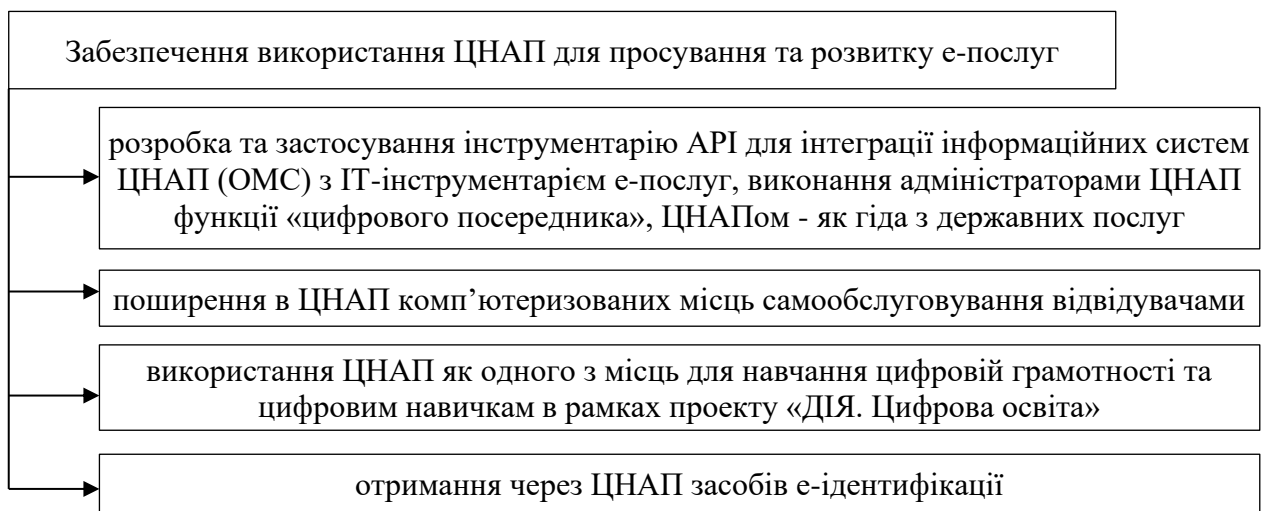 Забезпечення використання ЦНАП для просування та розвитку е-послуг
розробка та застосування інструментарію API для інтеграції інформаційних систем
ЦНАП (ОМС) з ІТ-інструментарієм е-послуг, виконання адміністраторами ЦНАП
функції «цифрового посередника», ЦНАПом - як гіда з державних послуг
поширення в ЦНАП комп’ютеризованих місць самообслуговування відвідувачами
використання ЦНАП як одного з місць для навчання цифровій грамотності та
цифровим навичкам в рамках проекту «ДІЯ. Цифрова освіта»
отримання через ЦНАП засобів е-ідентифікації